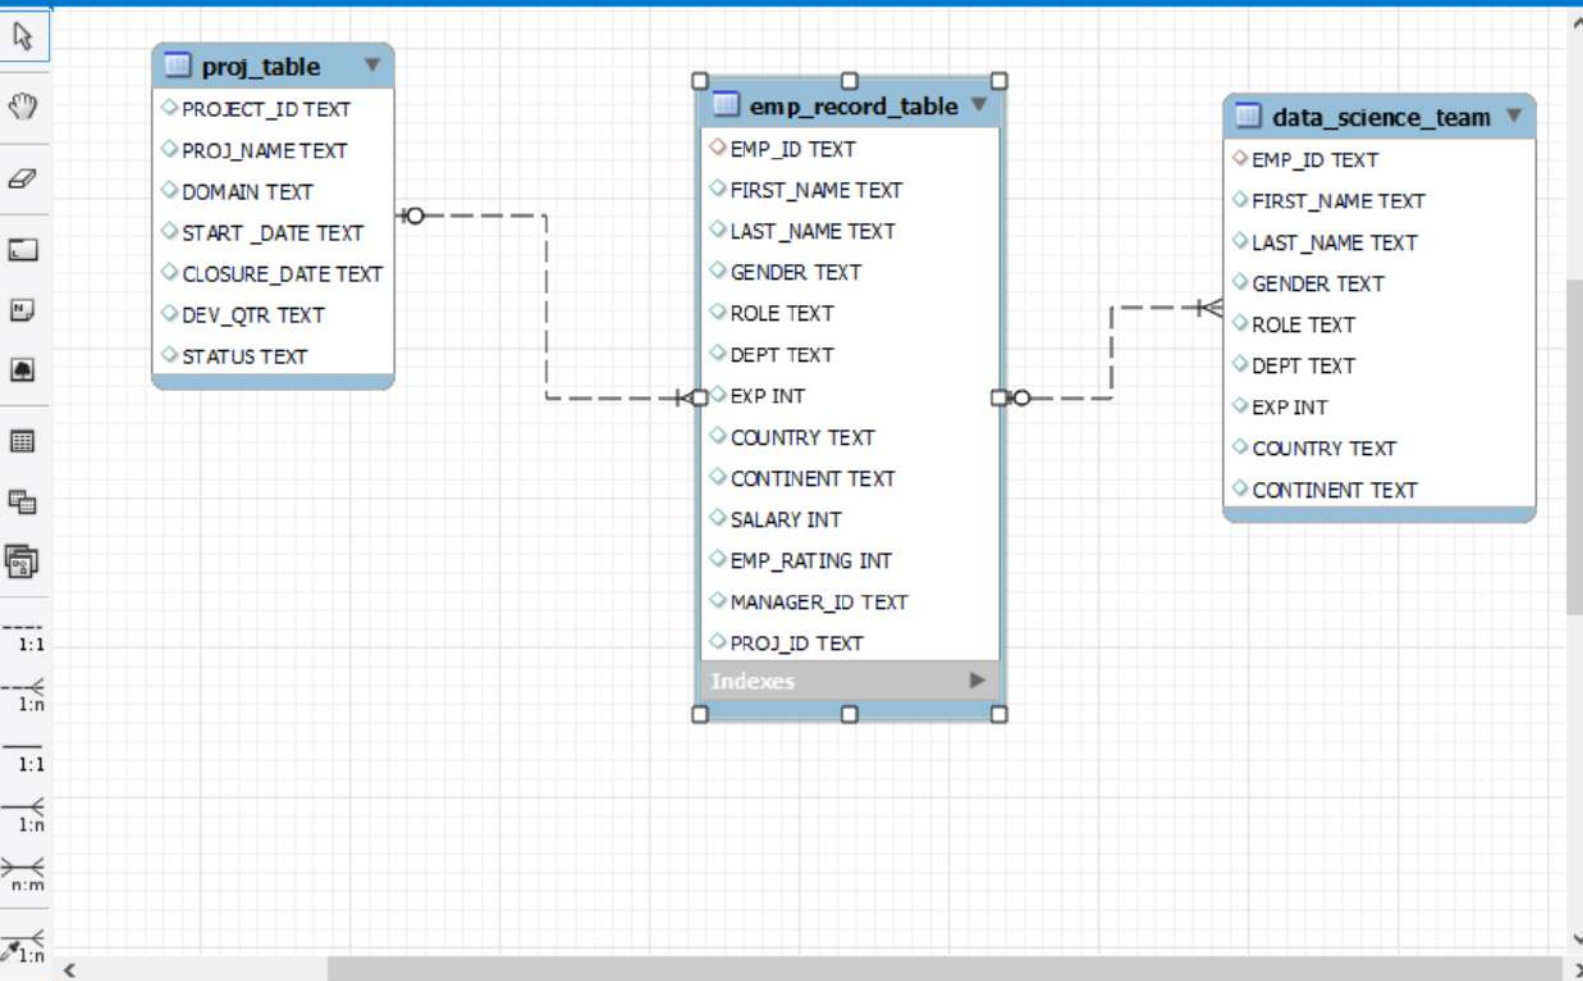 proj_table
PROJECT_ID TEXT
PROJ_NAME TEXT
DOMAIN TEXT
START _DATE TEXT
CLOSURE_DATE TEXT
DEV_QTR TEXT
STATUS TEXT
emp_record_table
EMP_ID TEXT
FIRST_NAME TEXT
LAST_NAME TEXT
GENDER TEXT
ROLE TEXT
DEPT TEXT
EXP INT
COUNTRY TEXT
CONTINENT TEXT
SALARY INT
EMP_RATING INT
MANAGER_ID TEXT
PROJ_ID TEXT
Indexes
data_science_team
EMP_ID TEXT
FIRST_NAME TEXT
LAST_NAME TEXT
GENDER TEXT
ROLE TEXT
DEPT TEXT
EXP INT
COUNTRY TEXT
CONTINENT TEXT
1:1
1:n
1:1
1:n
n:m
1:n